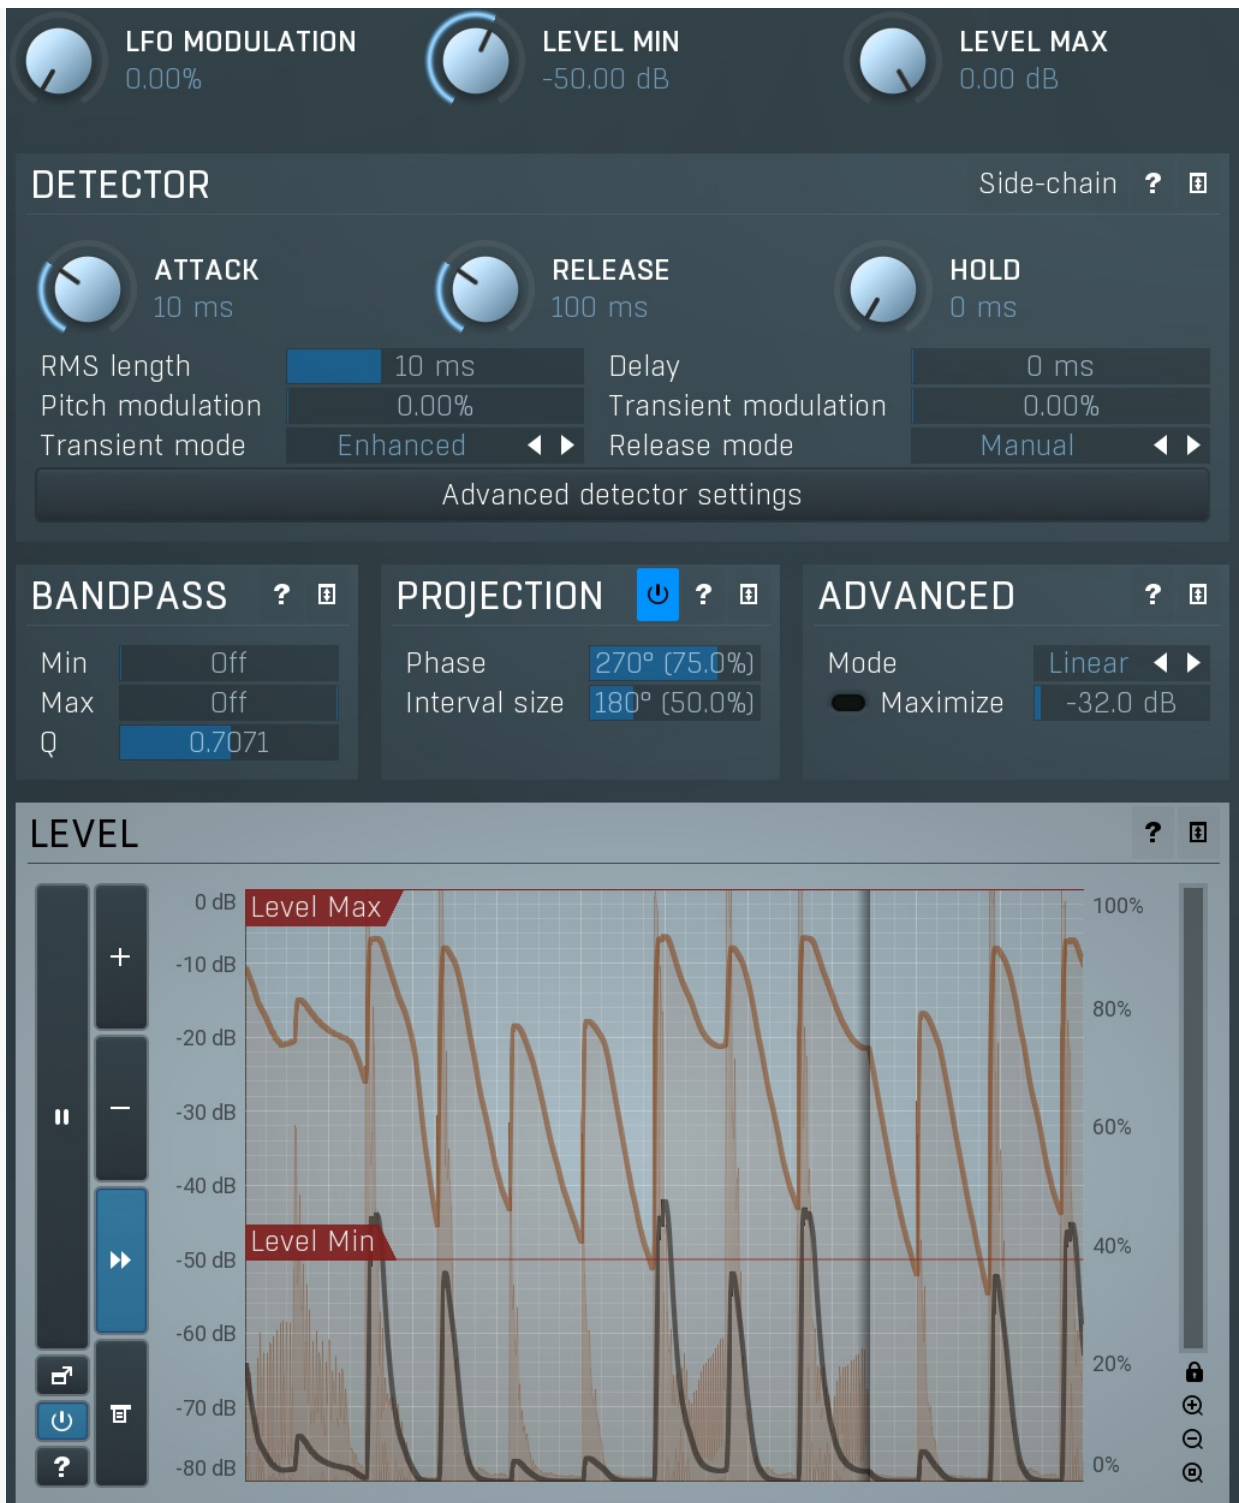 LFO MODULATION LEVEL MIN LEVEL MAX
0.00% -50.00 dB 0.00 dB
DETECTOR Side-chain ?
ATTACK RELEASE HOLD
10 ms 100 ms 0 ms
RMS length 10 ms Delay 0 ms
Pitch modulation 0.00% Transient modulation 0.00%
Transient mode Enhanced Release mode Manual
Advanced detector settings
BANDPASS ? PROJECTION ? ADVANCED ?
Min Off Phase 270° (75.0%) Mode Linear
Max Off Interval size 180° (50.0%) Maximize -32.0 dB
Q 0.7071
LEVEL ?
0 dB Level Max 100%
-10 dB
-20 dB 80%
-30 dB 60%
-40 dB
Level Min
-50 dB 40%
-60 dB
20%
-70 dB
-80 dB 0%
?